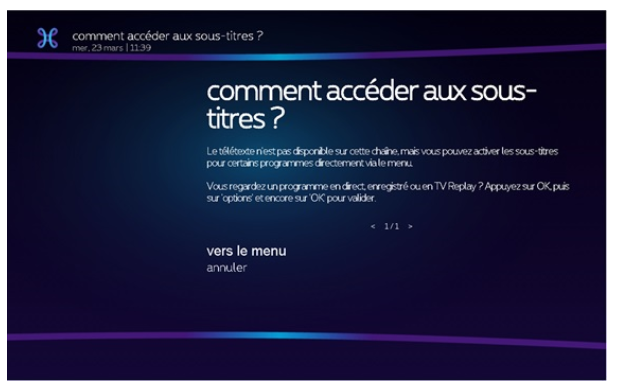 comment accéder aux sous-titres ?
mer, 23 mars | 11:39
comment accéder aux sous-
titres ?
Le télétexte n'est pas disponible sur cette chaîne, mais vous pouvez activer les sous-titres
pour certains programmes directement via le menu.
Vous regardez un programme en direct, enregistré ou en TV Replay ? Appuyez sur OK, puis
sur 'options' et encore sur 'OK' pour valider.
< 1/1 >
vers le menu
annuler